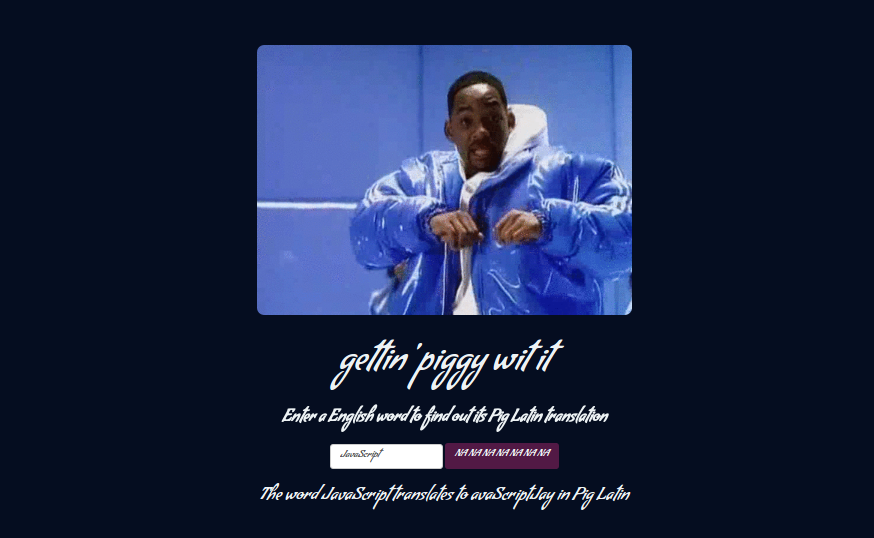 gettin' piggy wit it
Enter a English word to find out its Pig Latin translation
JavaScript NA NA NA NA NA NA NA
The word JavaScript translates to avaScriptJay in Pig Latin